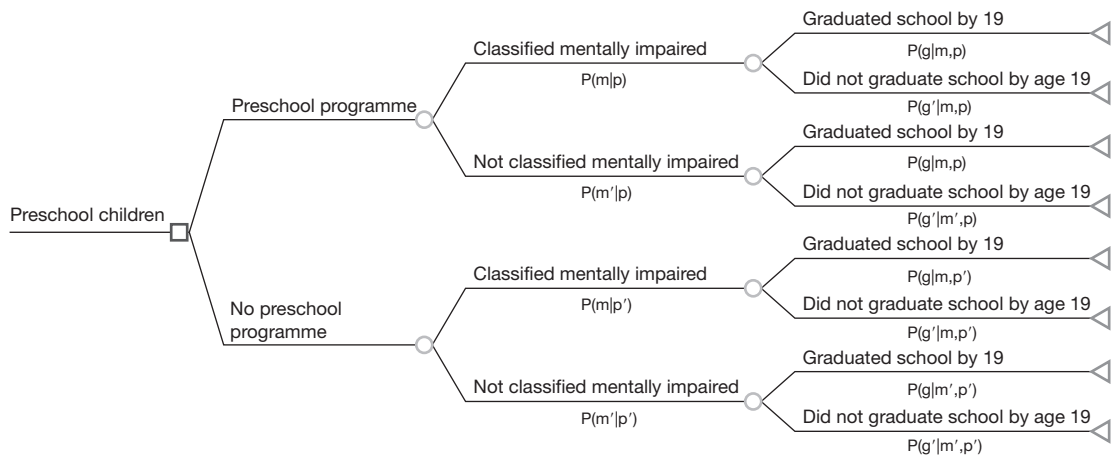 Graduated school by 19
Classified mentally impaired
P(g|m,p)
P(m|p)
Did not graduate school by age 19
Preschool programme
P(g′|m,p)
Graduated school by 19
Not classified mentally impaired
P(g|m,p)
P(m′|p)
Did not graduate school by age 19
Preschool children
P(g′|m′,p)
Graduated school by 19
Classified mentally impaired
P(g|m,p′)
P(m|p′)
No preschool
programme
Did not graduate school by age 19
P(g′|m,p′)
Graduated school by 19
Not classified mentally impaired
P(g|m′,p′)
P(m′|p′)
Did not graduate school by age 19
P(g′|m′,p′)